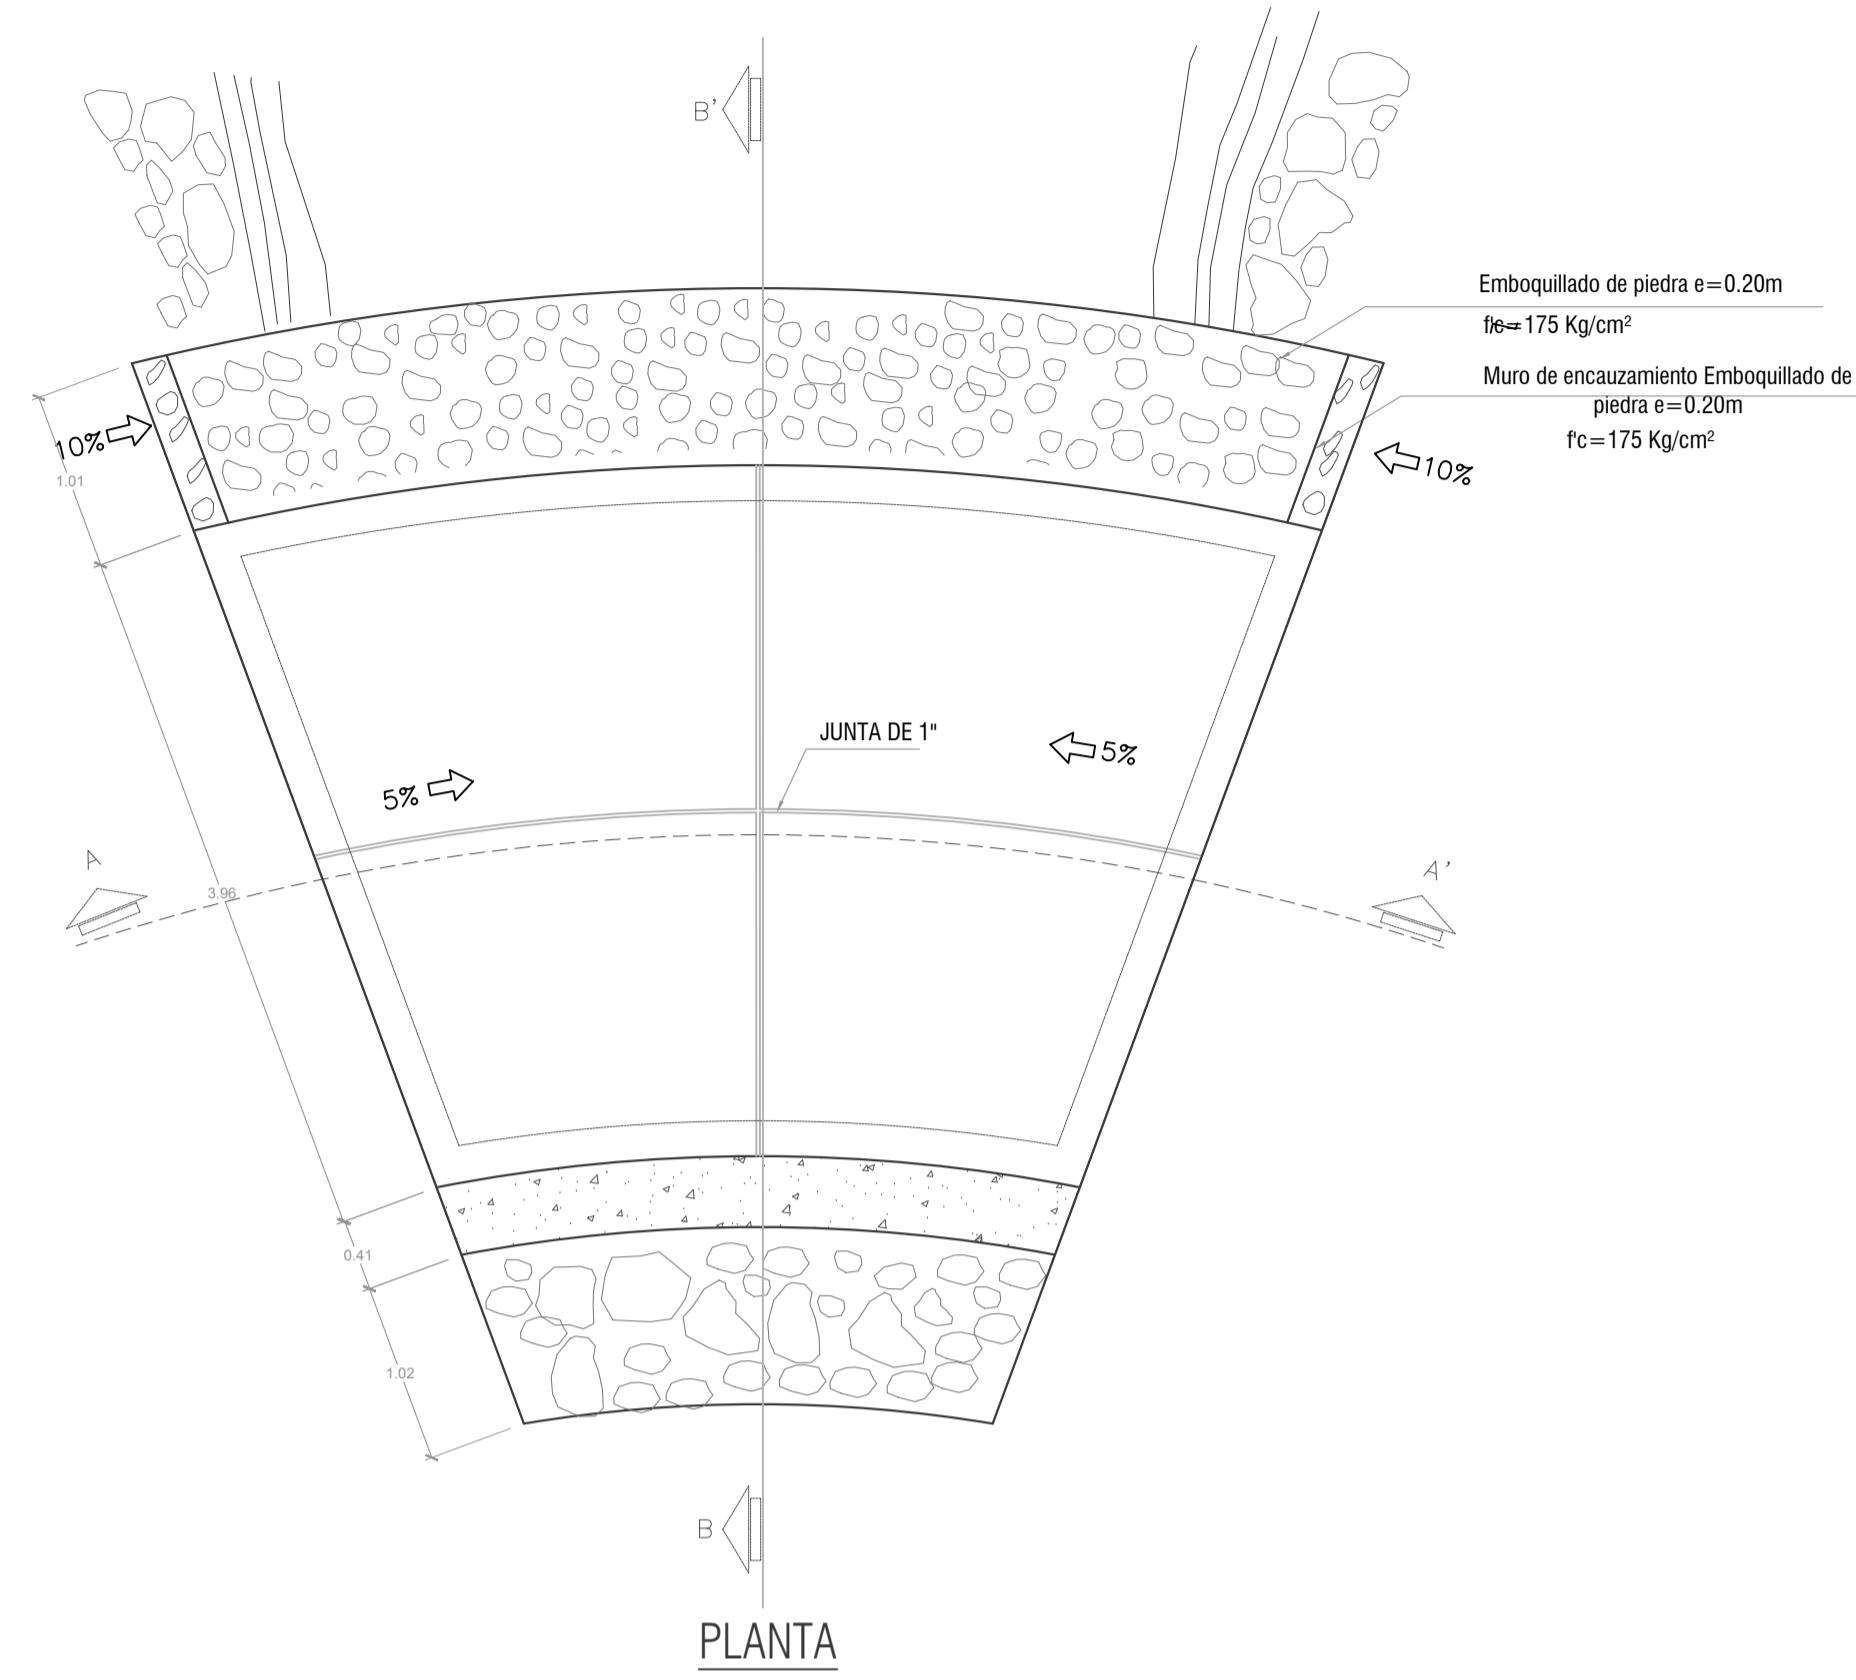 B'
Emboquillado de piedra e=0.20m
f'c=175 Kg/cm²
Muro de encauzamiento Emboquillado de
piedra e=0.20m
f'c=175 Kg/cm²
10%
10%
1.01
JUNTA DE 1"
5%
5%
A
A'
3.96
0.41
1.02
B
PLANTA